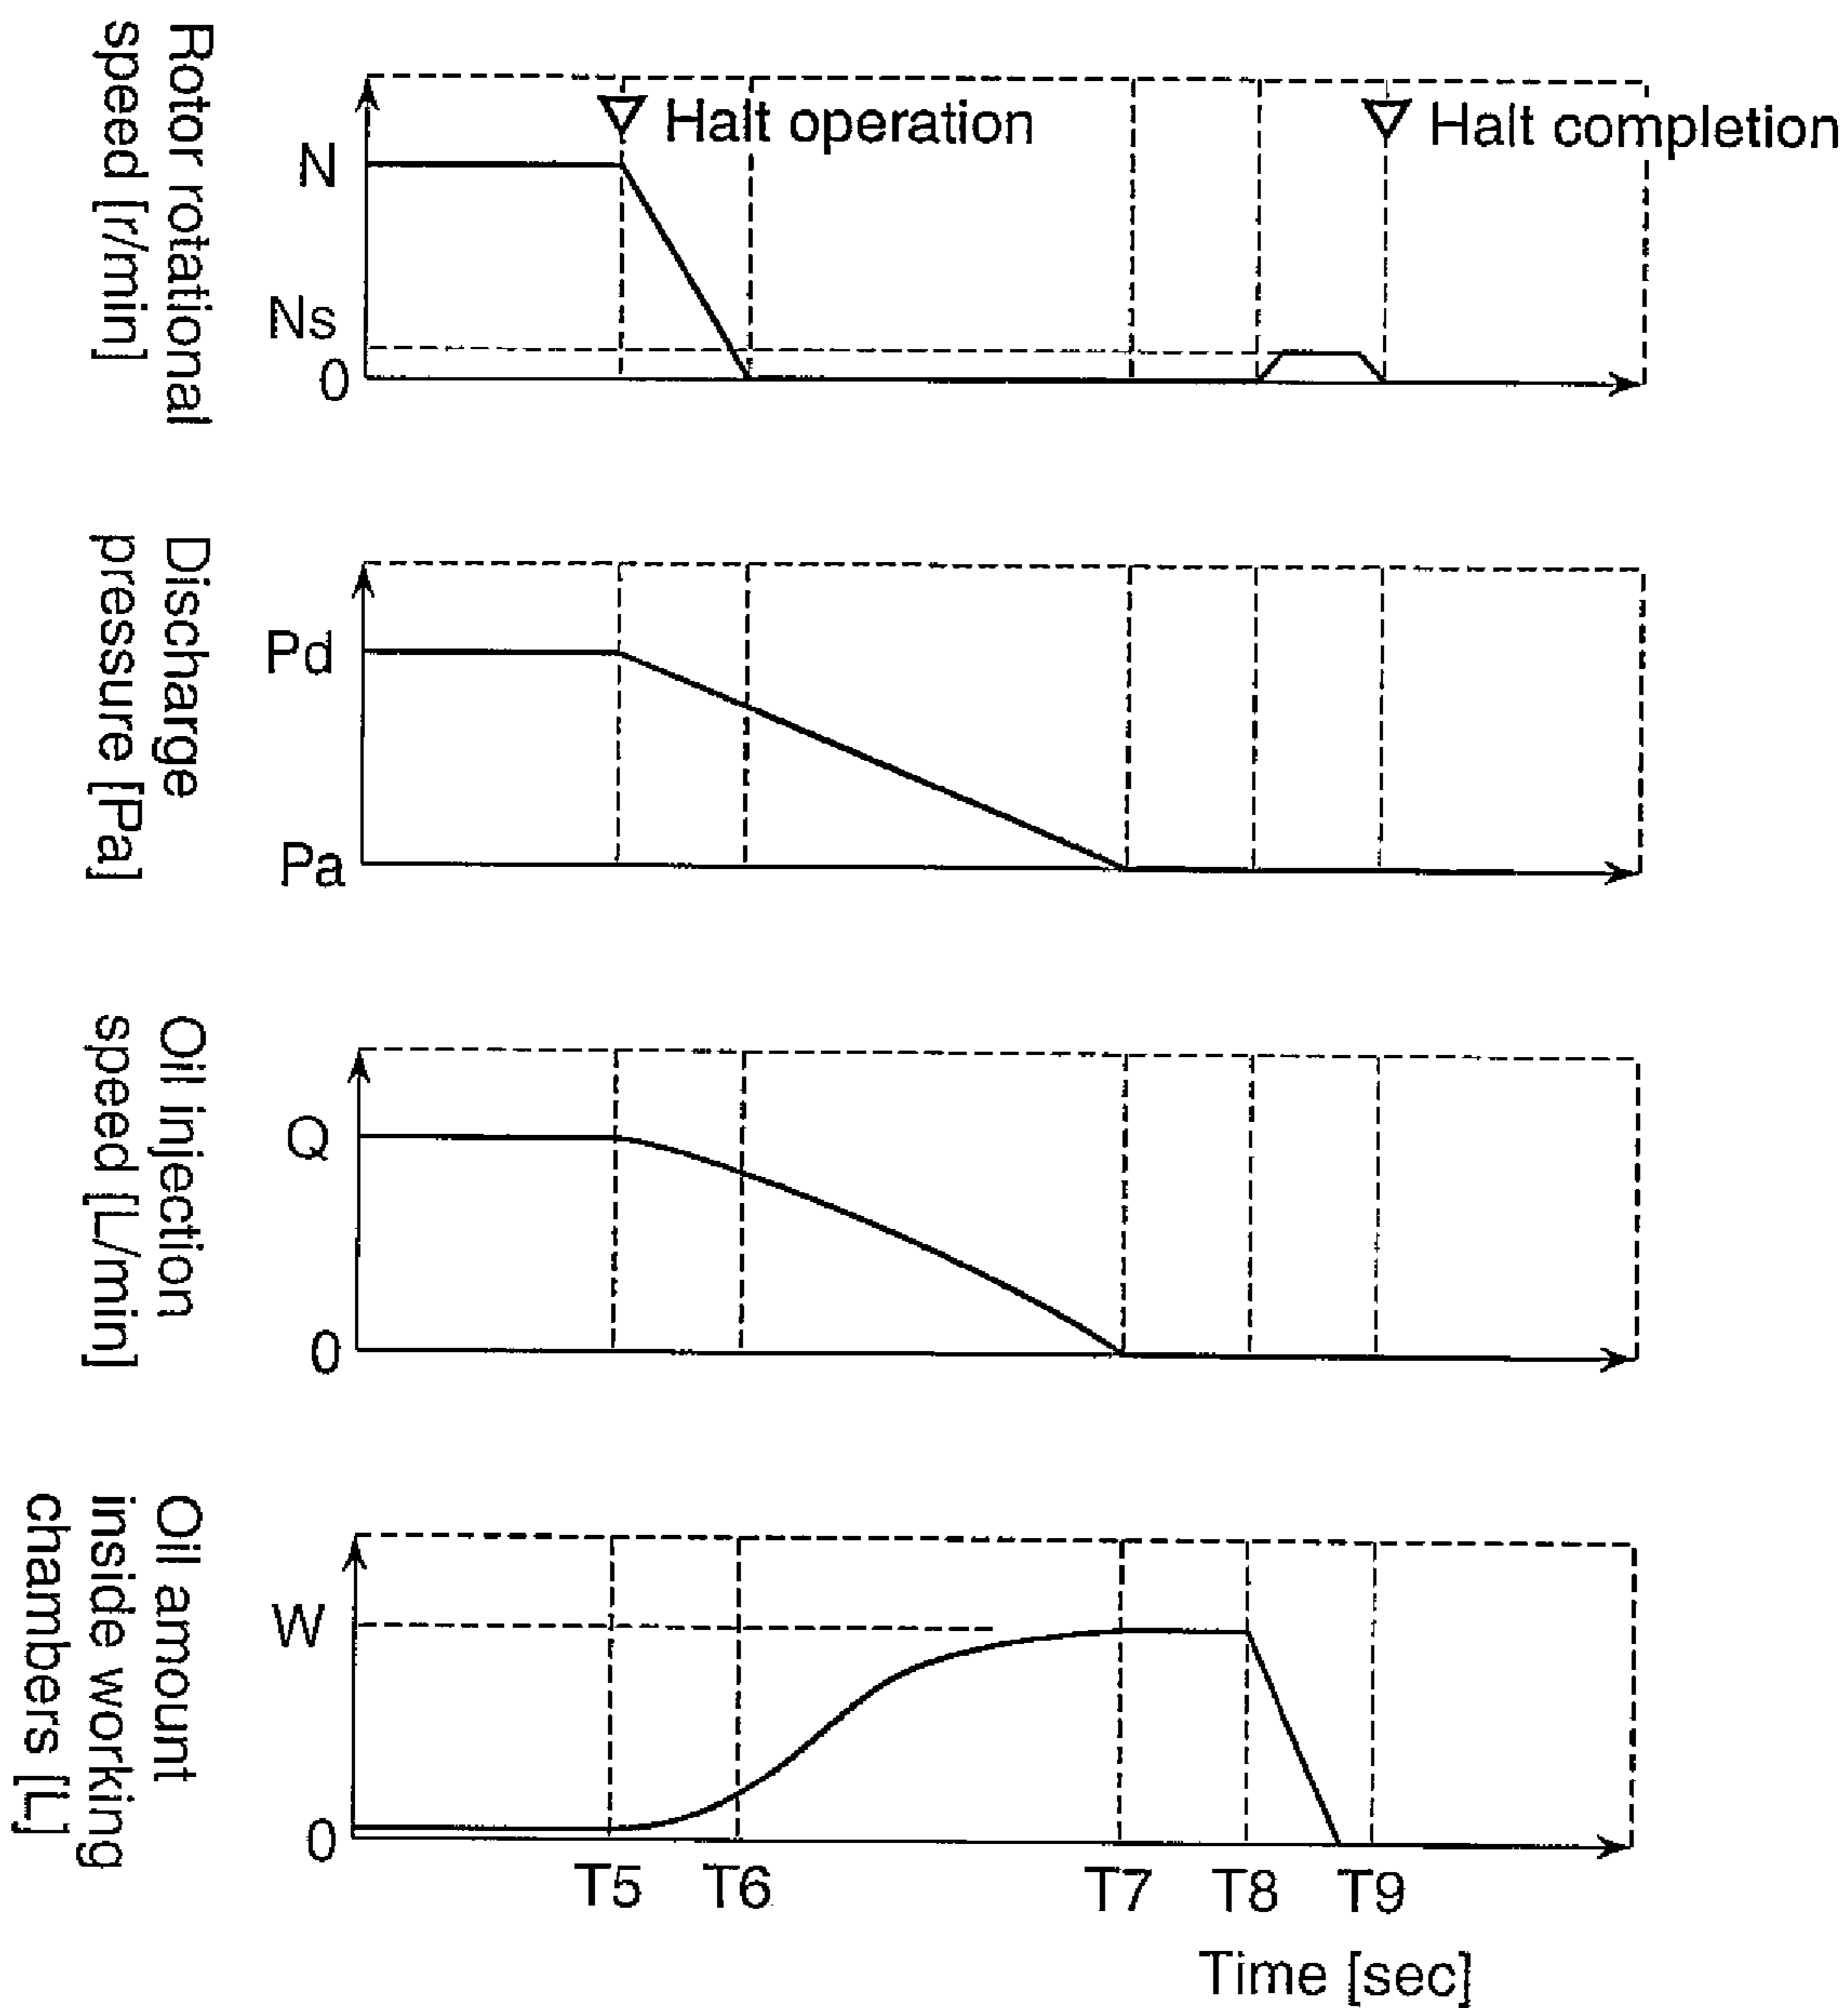 Rotor rotational
speed [r/min]
N
Ns
0
Halt operation
Halt completion
Discharge
pressure [Pa]
Pd
Pa
Oil injection
speed [L/min]
Q
0
Oil amount
inside working
chambers [L]
W
0
T5 T6 T7 T8 T9
Time [sec]